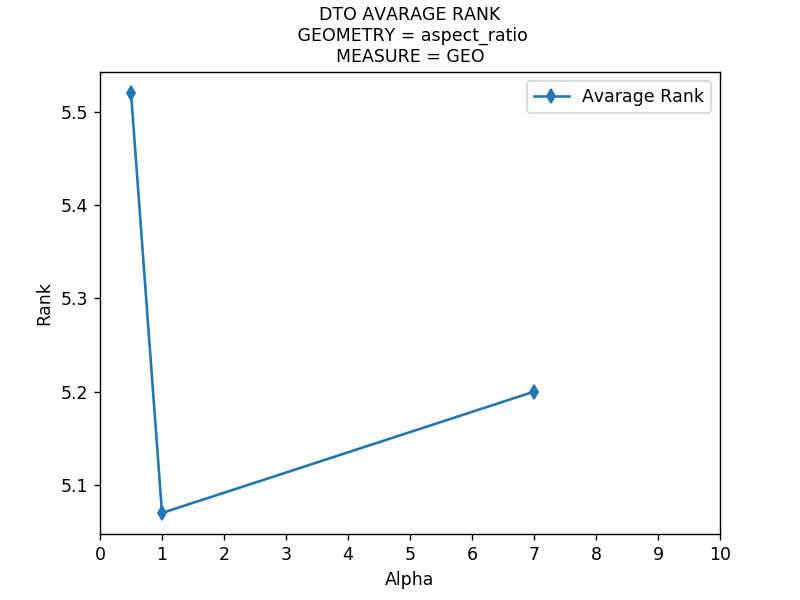 DTO AVARAGE RANK
GEOMETRY = aspect_ratio
MEASURE = GEO
Avarage Rank
5.5
5.4
5.3
5.2
5.1
Rank
0 1 2 3 4 5 6 7 8 9 10
Alpha